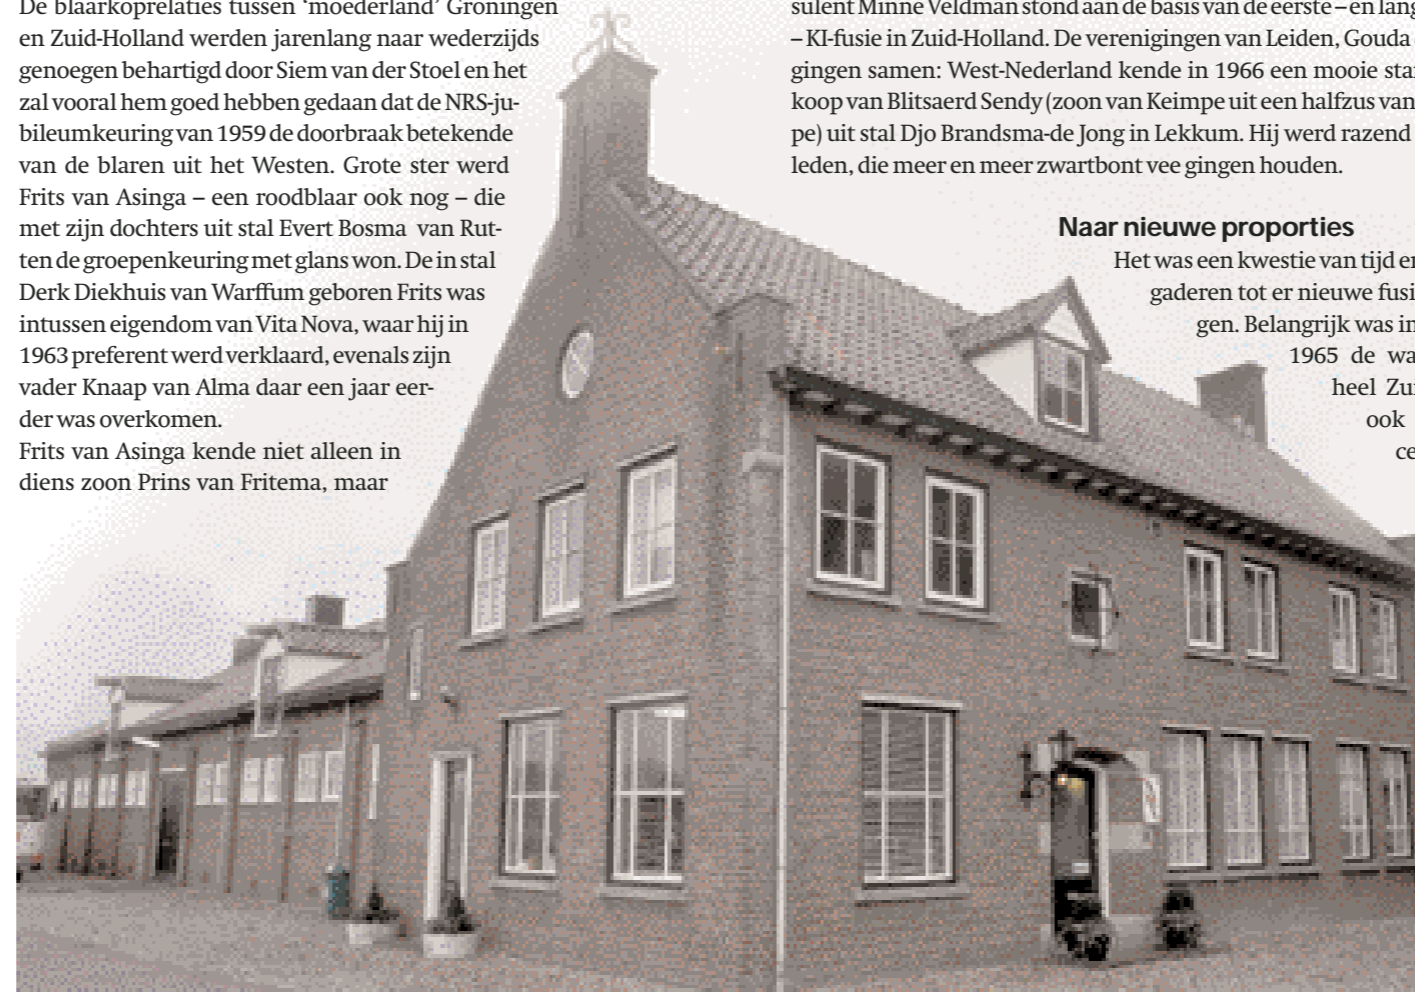 De blaarkoprelaties tussen ‘moederland’ Groningen
en Zuid-Holland werden jarenlang naar wederzijds
genoegen behartigd door Siem van der Stoel en het
zal vooral hem goed hebben gedaan dat de NRS-ju-
bileumkeuring van 1959 de doorbraak betekende
van de blaren uit het Westen. Grote ster werd
Frits van Asinga – een roodblaar ook nog – die
met zijn dochters uit stal Evert Bosma van Rut-
ten de groepenkeuring met glans won. De in stal
Derk Diekhuis van Warffum geboren Frits was
intussen eigendom van Vita Nova, waar hij in
1963 preferent werd verklaard, evenals zijn
vader Knaap van Alma daar een jaar eer-
der was overkomen.
Frits van Asinga kende niet alleen in
diens zoon Prins van Fritema, maar
sulent Minne Veldman stond aan de basis van de eerste – en lang
– KI-fusie in Zuid-Holland. De verenigingen van Leiden, Gouda
gingen samen: West-Nederland kende in 1966 een mooie star
koop van Blitsaerd Sendy (zoon van Keimpe uit een halfzus van
pe) uit stal Djo Brandsma-de Jong in Lekkum. Hij werd razend
leden, die meer en meer zwartbont vee gingen houden.
Naar nieuwe proporties
Het was een kwestie van tijd en
gaderen tot er nieuwe fusi
gen. Belangrijk was in
1965 de wa
heel Zui
ook
ce